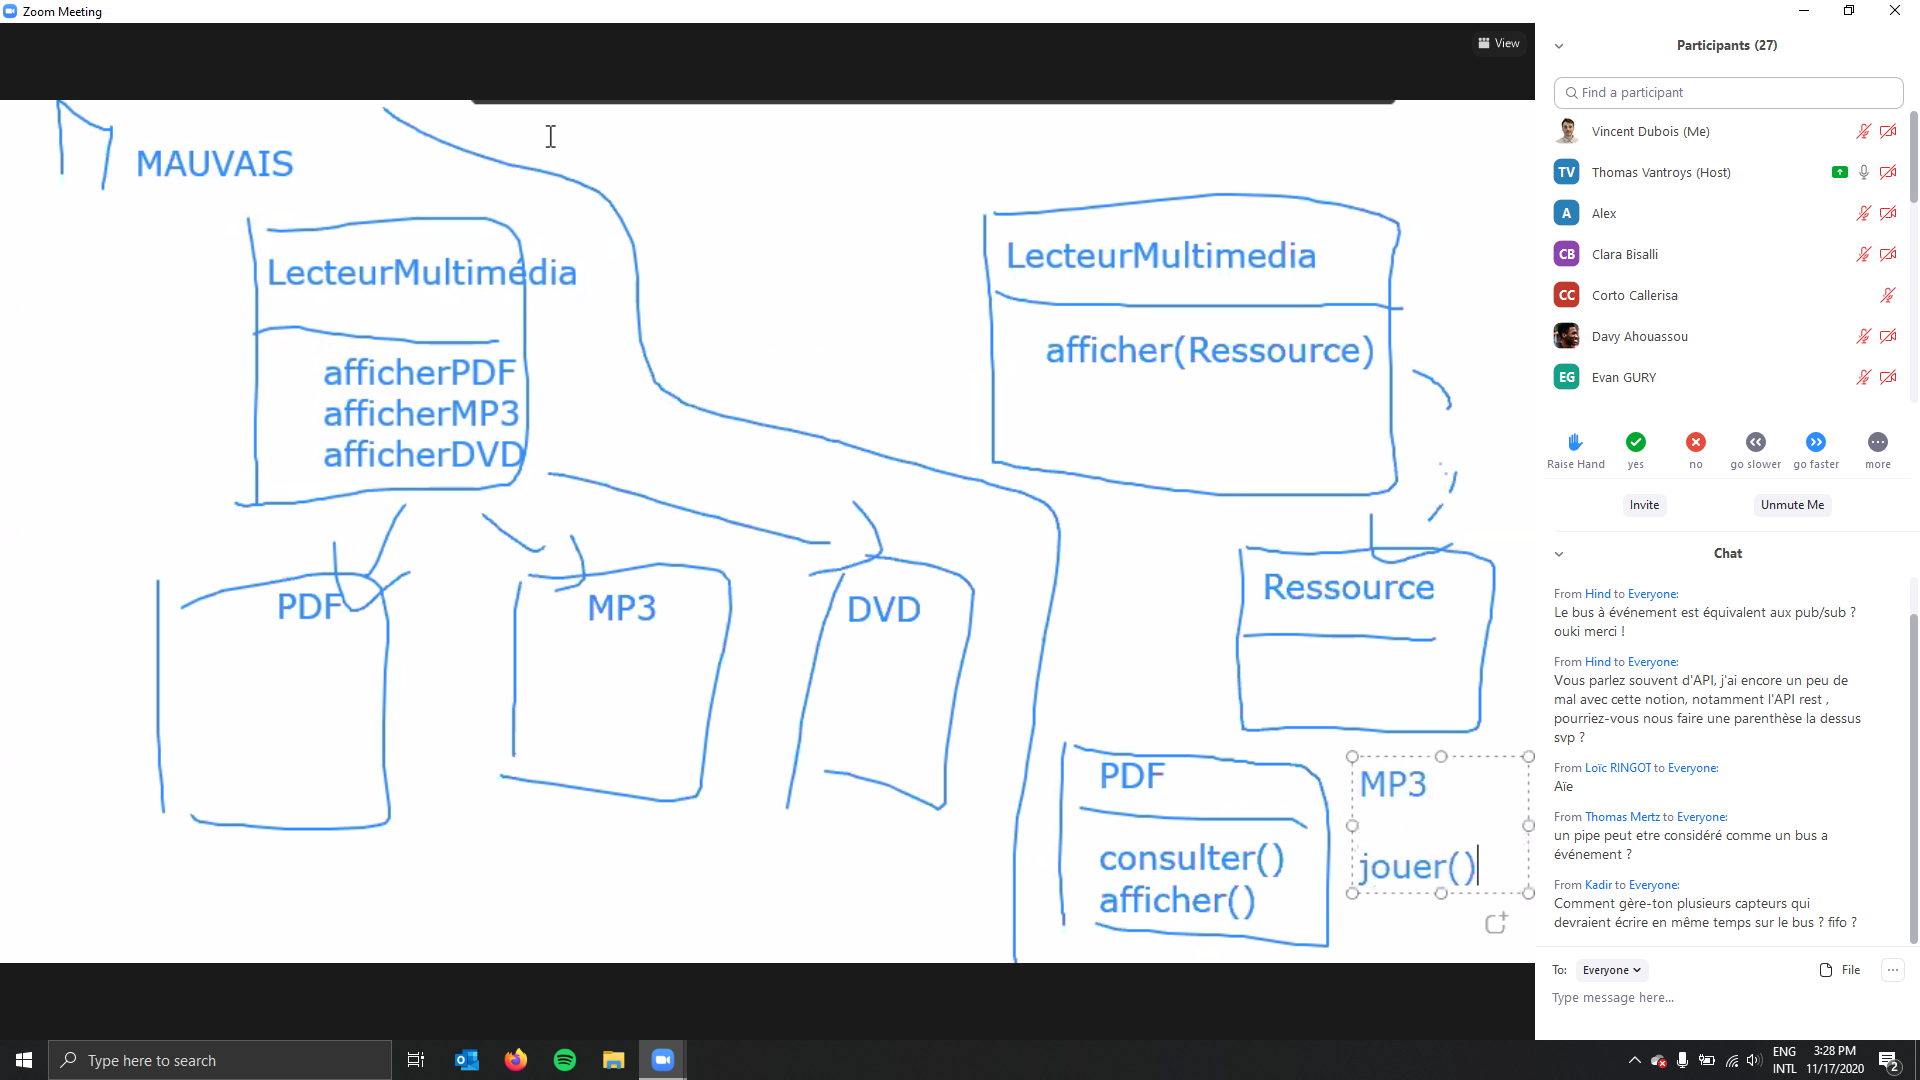 Zoom Meeting
View
MAUVAIS
LecteurMultimédia
afficherPDF
afficherMP3
afficherDVD
PDF
MP3
DVD
LecteurMultimedia
afficher(Ressource)
Ressource
PDF
consulter()
afficher()
MP3
jouer()
Participants (27)
Find a participant
Vincent Dubois (Me)
TV Thomas Vantroys (Host)
A Alex
CB Clara Bisalli
CC Corto Callerisa
Davy Ahouassou
EG Evan GURY
Raise Hand yes no go slower go faster more
Invite Unmute Me
Chat
From Hind to Everyone:
Le bus à événement est équivalent aux pub/sub ?
ouki merci !
From Hind to Everyone:
Vous parlez souvent d'API, j'ai encore un peu de
mal avec cette notion, notamment l'API rest ,
pourriez-vous nous faire une parenthèse la dessus
svp ?
From Loïc RINGOT to Everyone:
Aïe
From Thomas Mertz to Everyone:
un pipe peut etre considéré comme un bus a
événement ?
From Kadir to Everyone:
Comment gère-ton plusieurs capteurs qui
devraient écrire en même temps sur le bus ? fifo ?
To: Everyone File
Type message here...
Type here to search
ENG
INTL
3:28 PM
11/17/2020
2